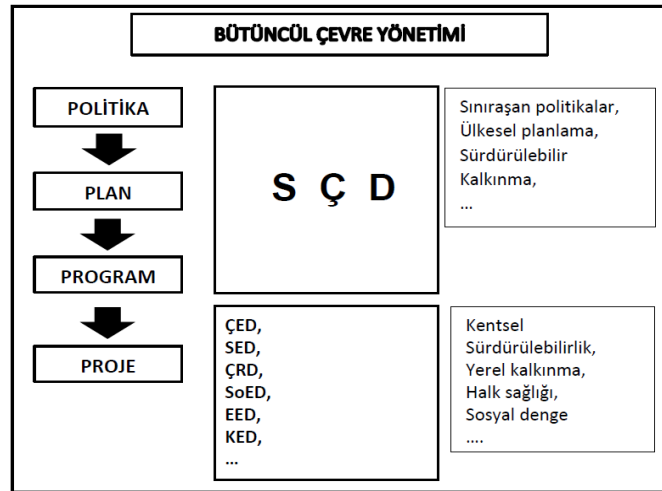 BÜTÜNCÜL ÇEVRE YÖNETİMİ
POLİTİKA
PLAN
PROGRAM
PROJE
S Ç D
Sınıraşan politikalar,
Ülkesel planlama,
Sürdürülebilir
Kalkınma,
...
ÇED,
SED,
ÇRD,
SoED,
EED,
KED,
...
Kentsel
Sürdürülebilirlik,
Yerel kalkınma,
Halk sağlığı,
Sosyal denge
....